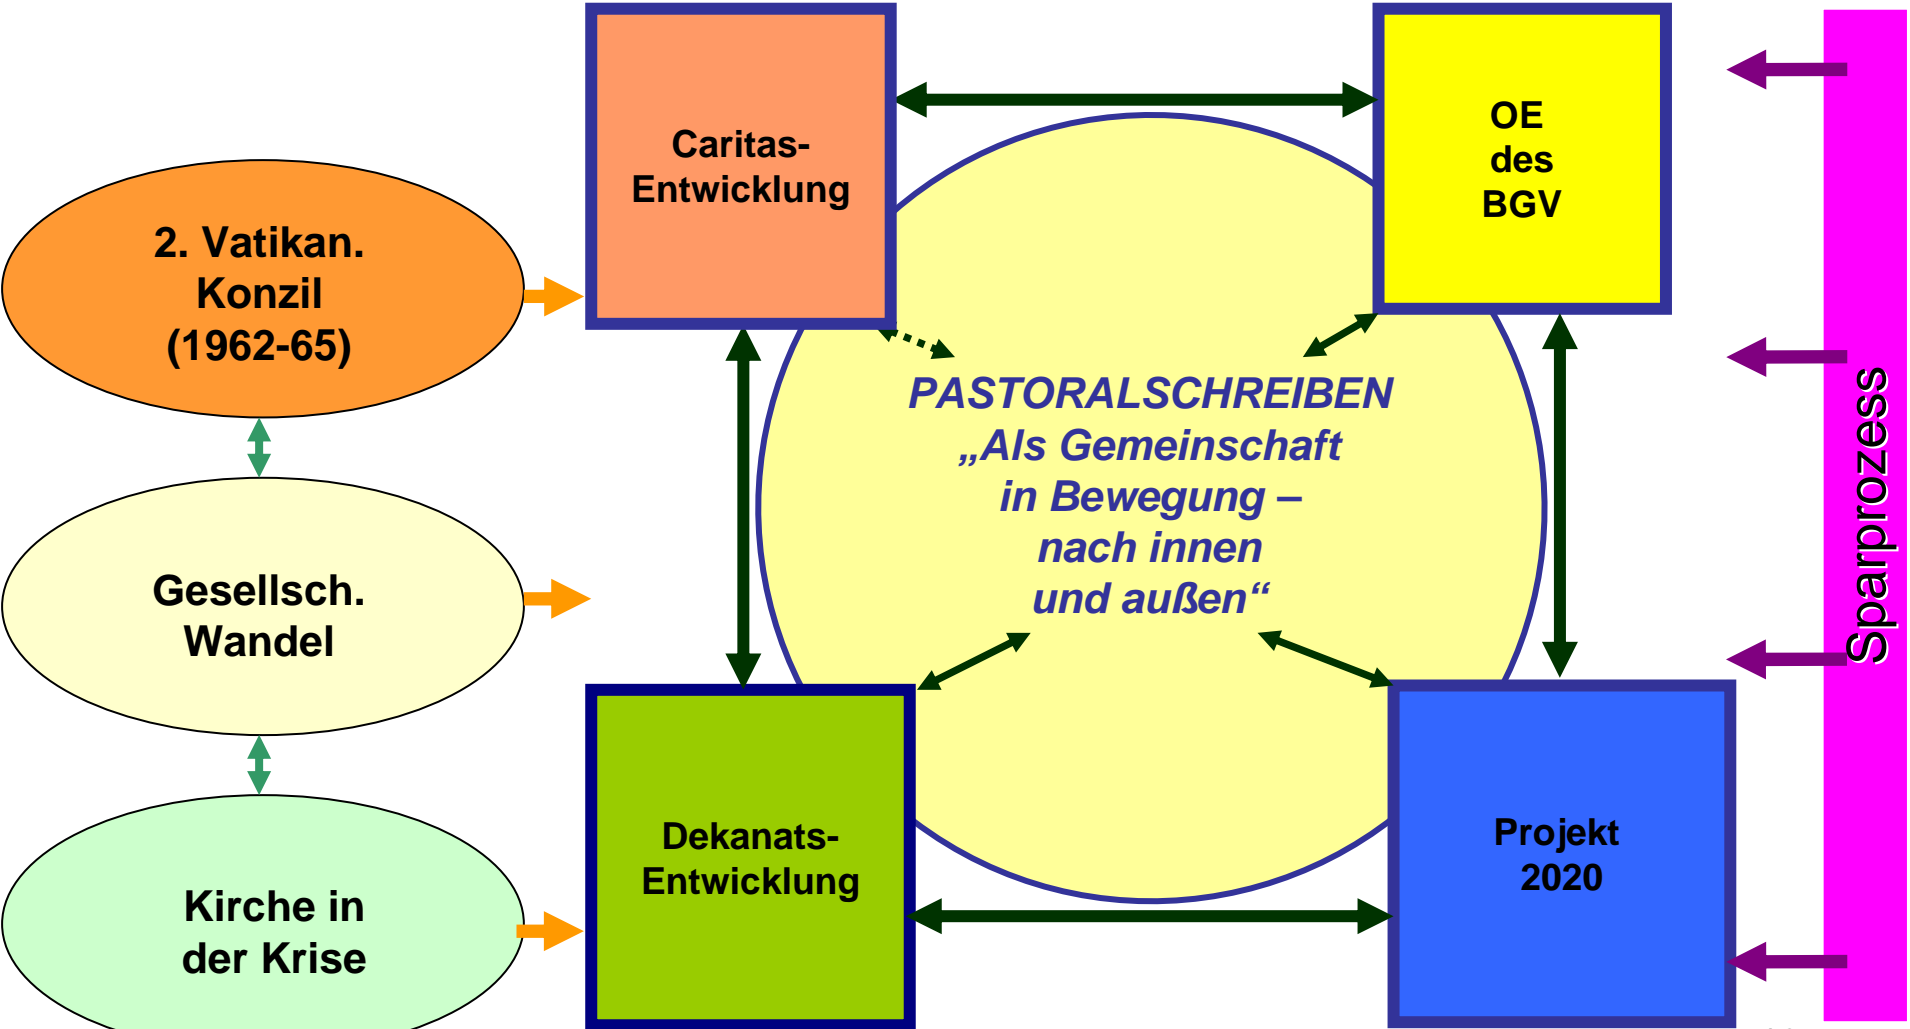 Caritas-
Entwicklung
OE
des
BGV
2. Vatikan.
Konzil
(1962-65)
PASTORALSCHREIBEN
„Als Gemeinschaft
in Bewegung –
nach innen
und außen“
Gesellsch.
Wandel
Sparprozess
Dekanats-
Entwicklung
Projekt
2020
Kirche in
der Krise